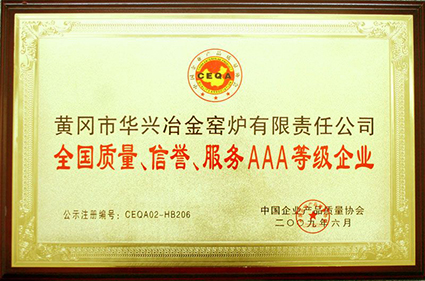 CEQA
黄冈市华兴冶金窑炉有限责任公司
全国质量、信誉、服务AAA等级企业
公示注册编号：CEQA02-HB206
中国企业产品质量协会
二〇〇九年六月